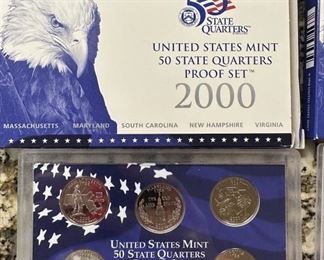 50 STATE
QUARTERS
UNITED STATES MINT
50 STATE QUARTERS
PROOF SET™
2000
MASSACHUSETTS MARYLAND SOUTH CAROLINA NEW HAMPSHIRE VIRGINIA
UNITED STATES MINT
50 STATE QUARTERS